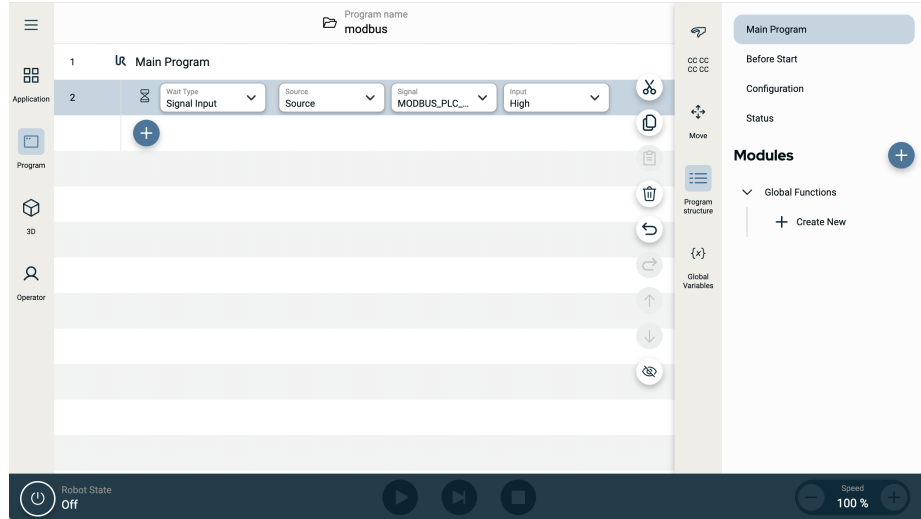 Program name
modbus
Application
Program
3D
Operator
1 Main Program
2
Wait Type
Signal Input
Source
Source
Signal
MODBUS_PLC_...
Input
High
CC CC
CC CC
Move
Program
structure
{x}
Global
Variables
Main Program
Before Start
Configuration
Status
Modules
Global Functions
Create New
Robot State
Off
Speed
100 %